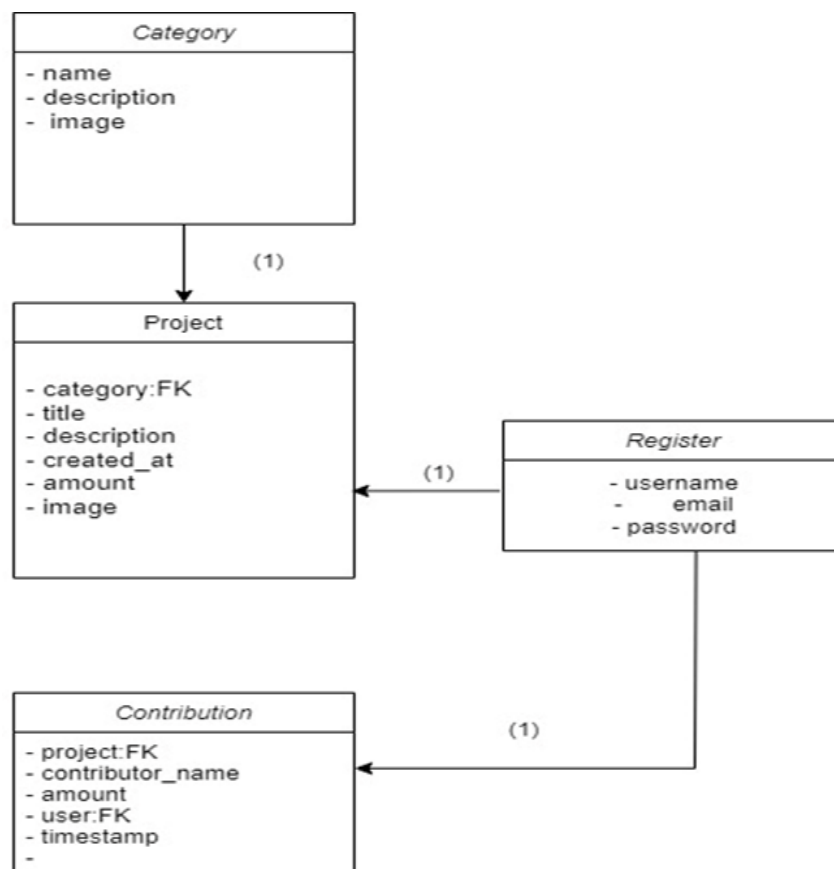 Category
- name
- description
- image
(1)
Project
- category:FK
- title
- description
- created_at
- amount
- image
(1)
Register
- username
- email
- password
Contribution
- project:FK
- contributor_name
- amount
- user:FK
- timestamp
-
(1)